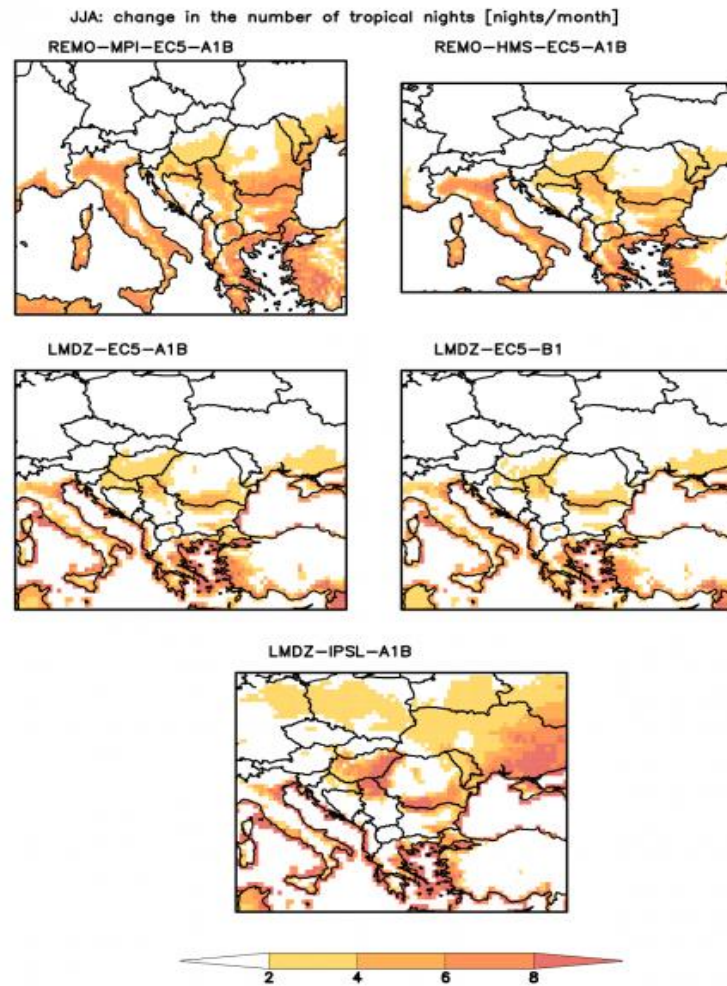 JJA: change in the number of tropical nights [nights/month]
REMO-MPI-EC5-A1B
REMO-HMS-EC5-A1B
LMDZ-EC5-A1B
LMDZ-EC5-B1
LMDZ-IPSL-A1B
2 4 6 8